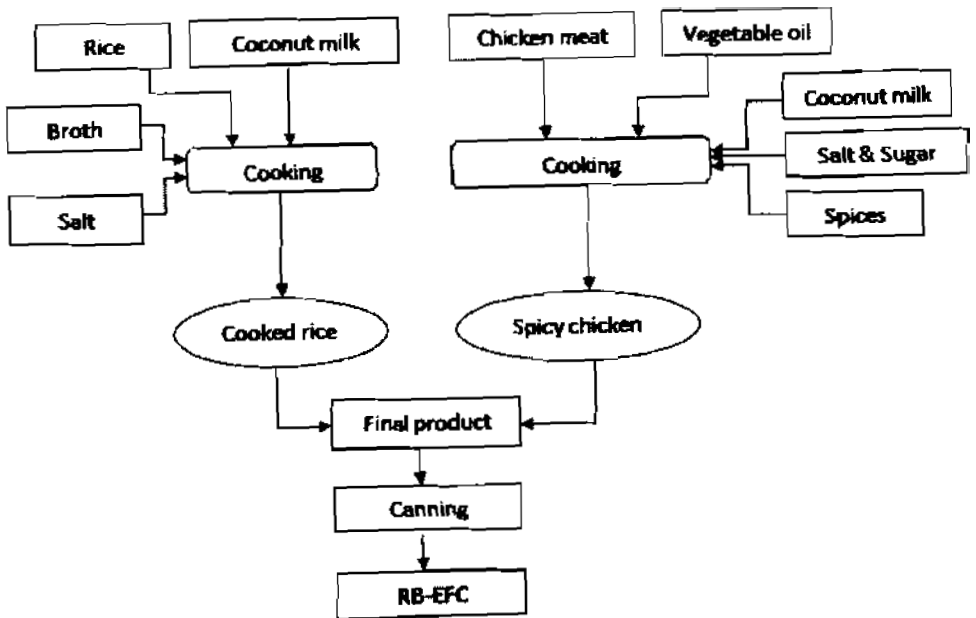 Rice
Coconut milk
Chicken meat
Vegetable oil
Broth
Cooking
Salt
Cooking
Coconut milk
Salt & Sugar
Spices
Cooked rice
Spicy chicken
Final product
Canning
RB-EFC